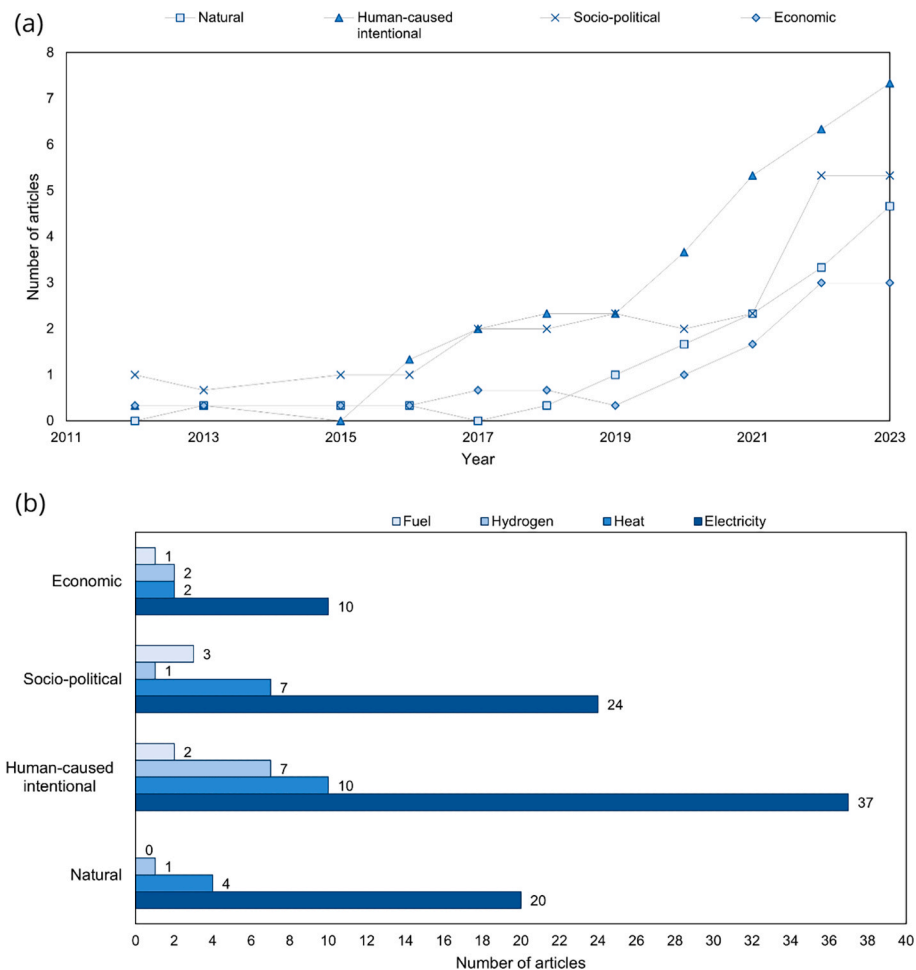 (a)
Natural
Human-caused
intentional
Socio-political
Economic
8
7
6
5
4
3
2
1
0
Number of articles
2011
2013
2015
2017
2019
2021
2023
Year
(b)
Fuel
Hydrogen
Heat
Electricity
Economic
1
2
2
10
Socio-political
3
1
7
24
Human-caused
intentional
2
7
10
37
Natural
0
1
4
20
0 2 4 6 8 10 12 14 16 18 20 22 24 26 28 30 32 34 36 38 40
Number of articles